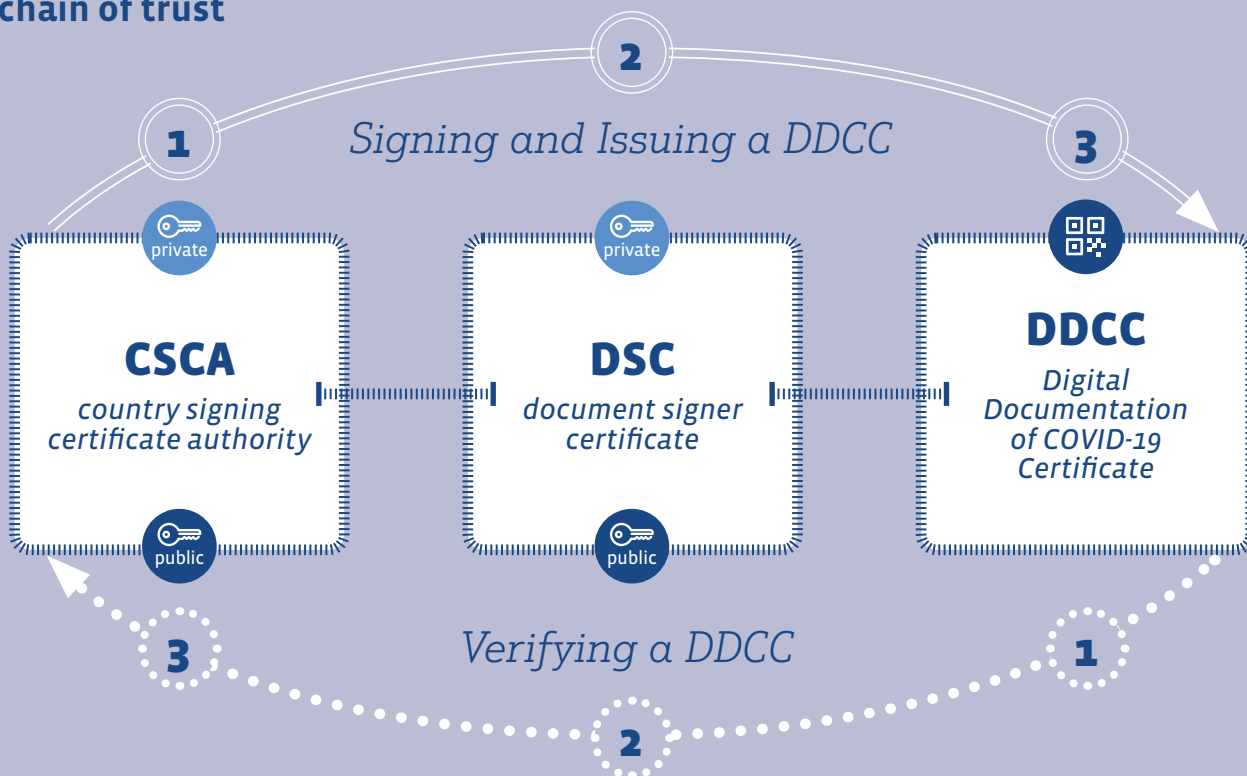 chain of trust
2
1
3
Signing and Issuing a DDCC
private
private
CSCA
country signing
certificate authority
DSC
document signer
certificate
DDCC
Digital
Documentation
of COVID-19
Certificate
public
public
Verifying a DDCC
3
1
2